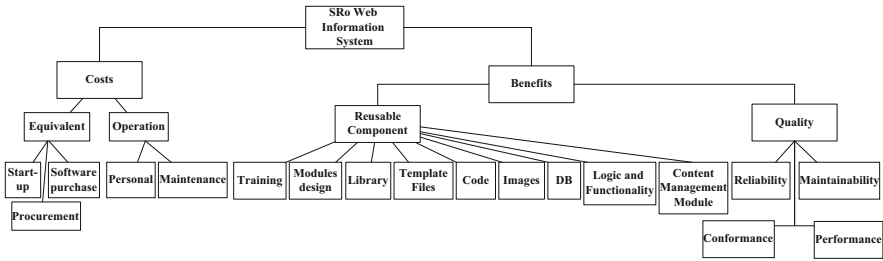 SRo Web
Information
System
Costs
Benefits
Equivalent
Operation
Reusable
Component
Quality
Start-
up
Software
purchase
Procurement
Personal
Maintenance
Training
Modules
design
Library
Template
Files
Code
Images
DB
Logic and
Functionality
Content
Management
Module
Reliability
Maintainability
Conformance
Performance